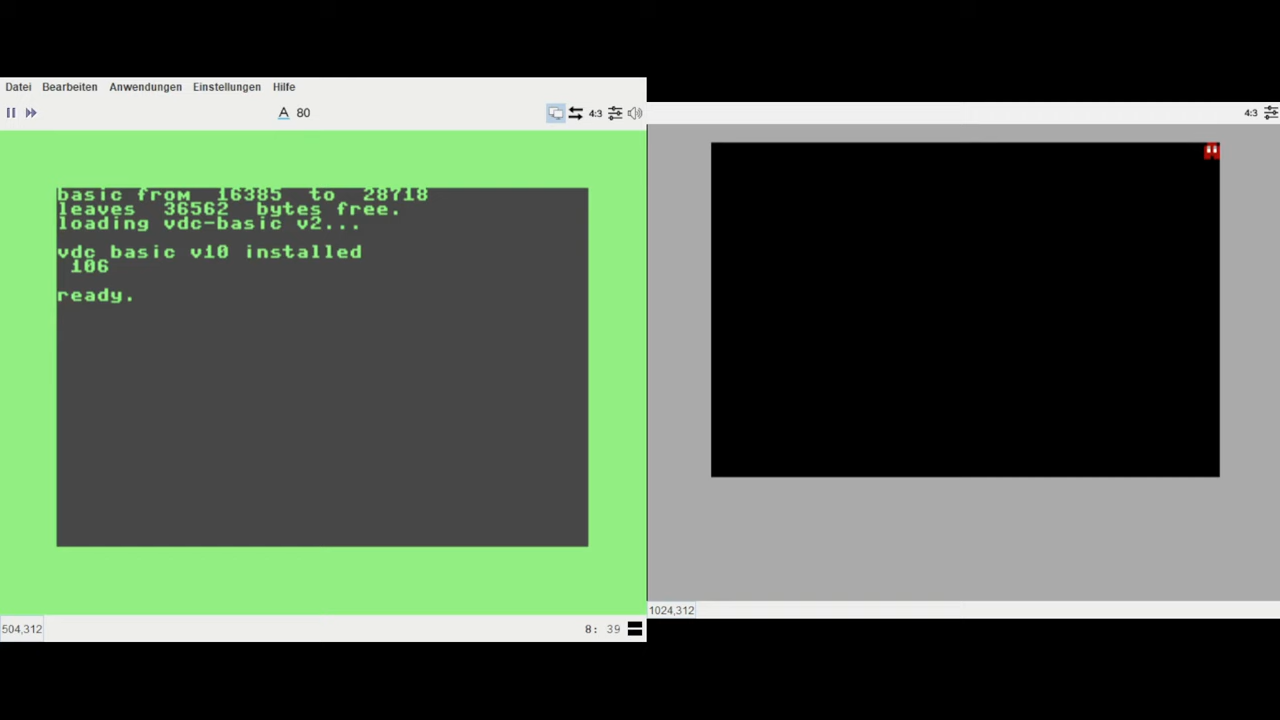 Datei Bearbeiten Anwendungen Einstellungen Hilfe
A 80 4:3
4:3
basic from 16385 to 28718
leaves 36562 bytes free.
loading vdc-basic v2...
vdc basic v10 installed
106
ready.
504,312
8: 39
1024,312